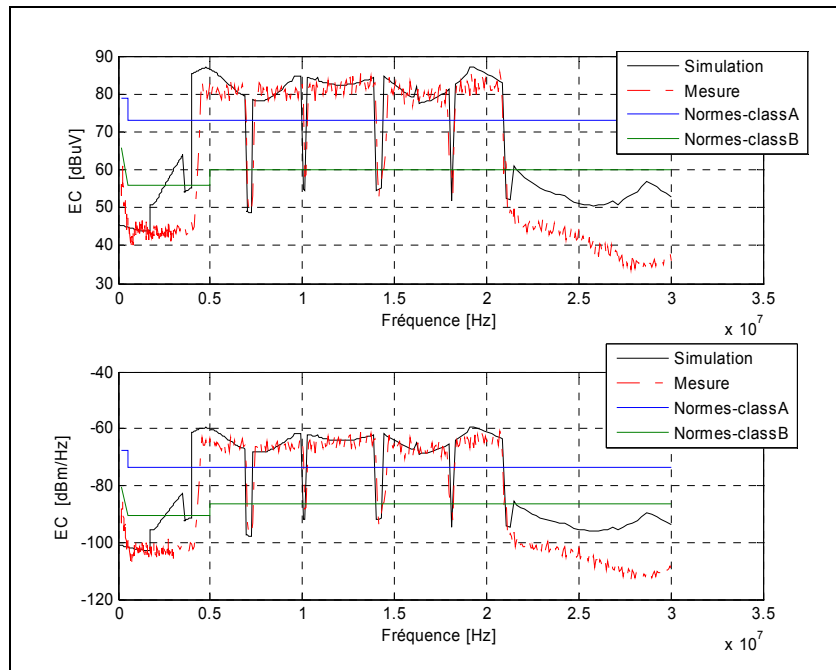 90
80
70
60
50
40
30
EC [dBuV]
0 0.5 1 1.5 2 2.5 3 3.5
Fréquence [Hz]
x 10^7
Simulation
Mesure
Normes-classA
Normes-classB
-40
-60
-80
-100
-120
EC [dBm/Hz]
0 0.5 1 1.5 2 2.5 3 3.5
Fréquence [Hz]
x 10^7
Simulation
Mesure
Normes-classA
Normes-classB